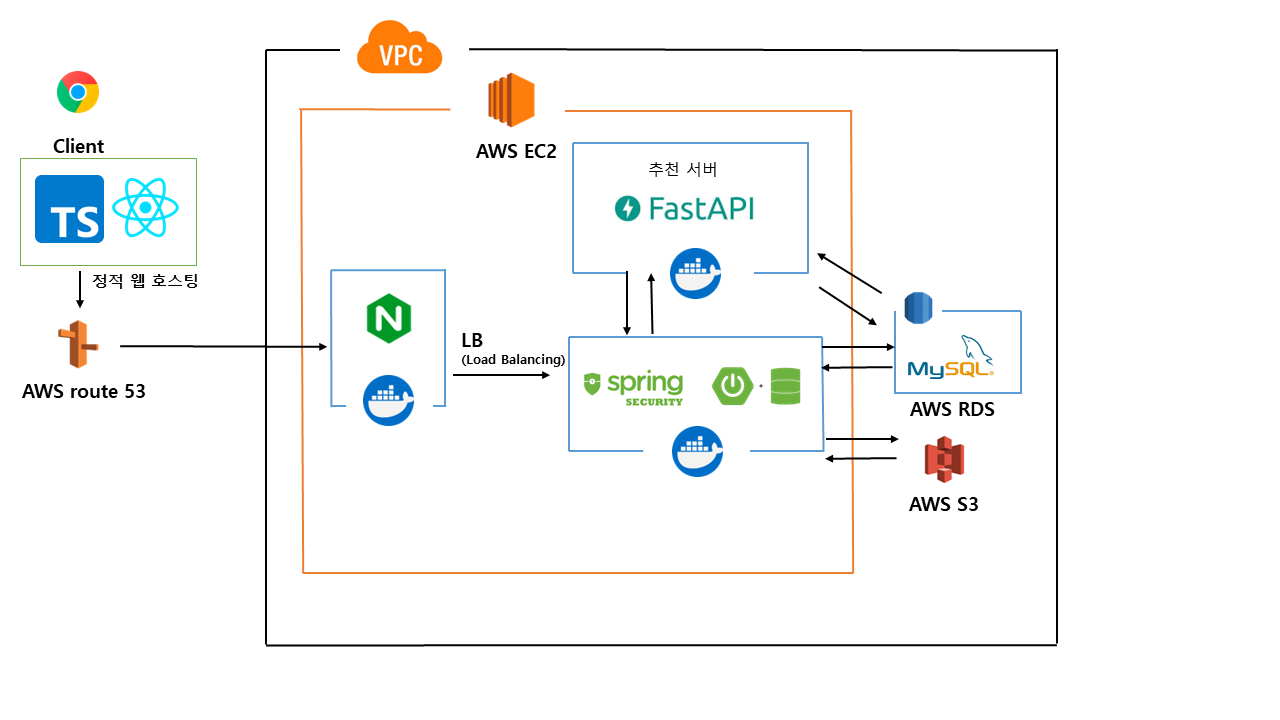 VPC
Client
AWS EC2
TS
추천 서버
FastAPI
정적 웹 호스팅
N
LB
(Load Balancing)
AWS route 53
spring
SECURITY
MySQL
AWS RDS
AWS S3